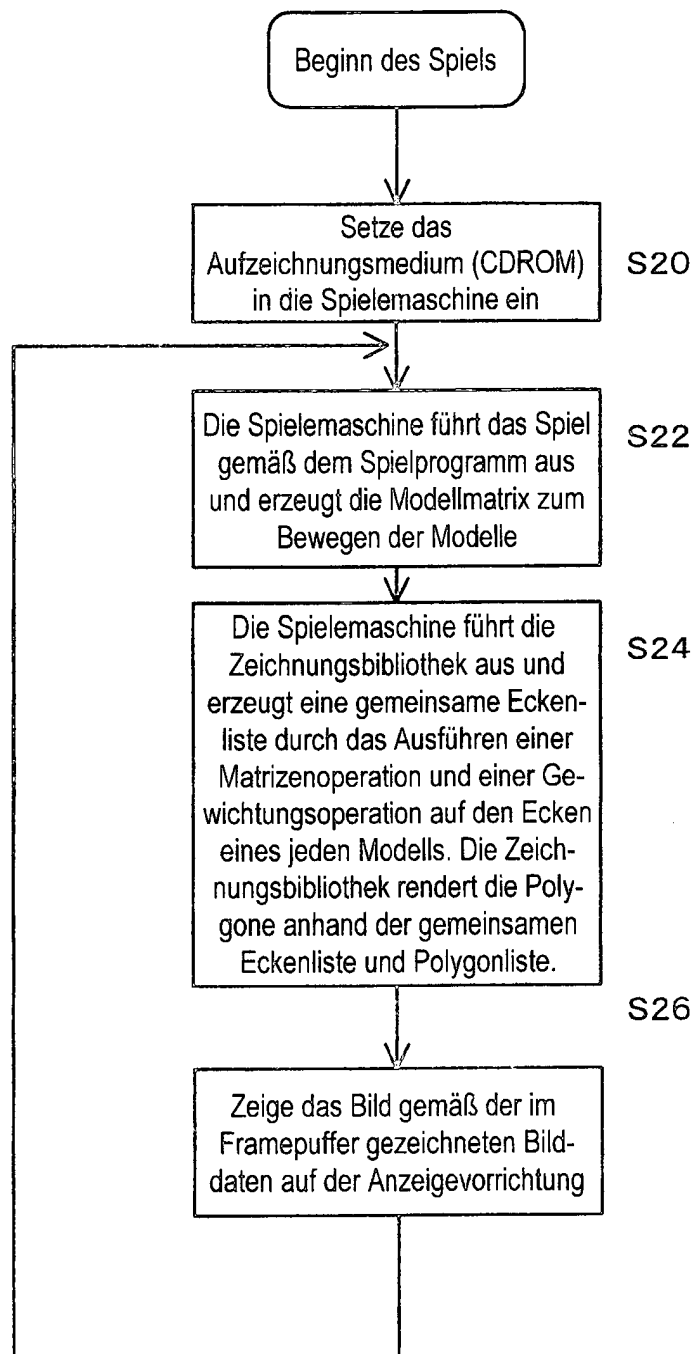 Beginn des Spiels
Setze das
Aufzeichnungsmedium (CDROM)
in die Spielemaschine ein
S20
Die Spielemaschine führt das Spiel
gemäß dem Spielprogramm aus
und erzeugt die Modellmatrix zum
Bewegen der Modelle
S22
Die Spielemaschine führt die
Zeichnungsbibliothek aus und
erzeugt eine gemeinsame Ecken-
liste durch das Ausführen einer
Matrizenoperation und einer Ge-
wichtungsoperation auf den Ecken
eines jeden Modells. Die Zeich-
nungsbibliothek rendert die Poly-
gone anhand der gemeinsamen
Eckenliste und Polygonliste.
S24
S26
Zeige das Bild gemäß der im
Framepuffer gezeichneten Bild-
daten auf der Anzeigevorrichtung